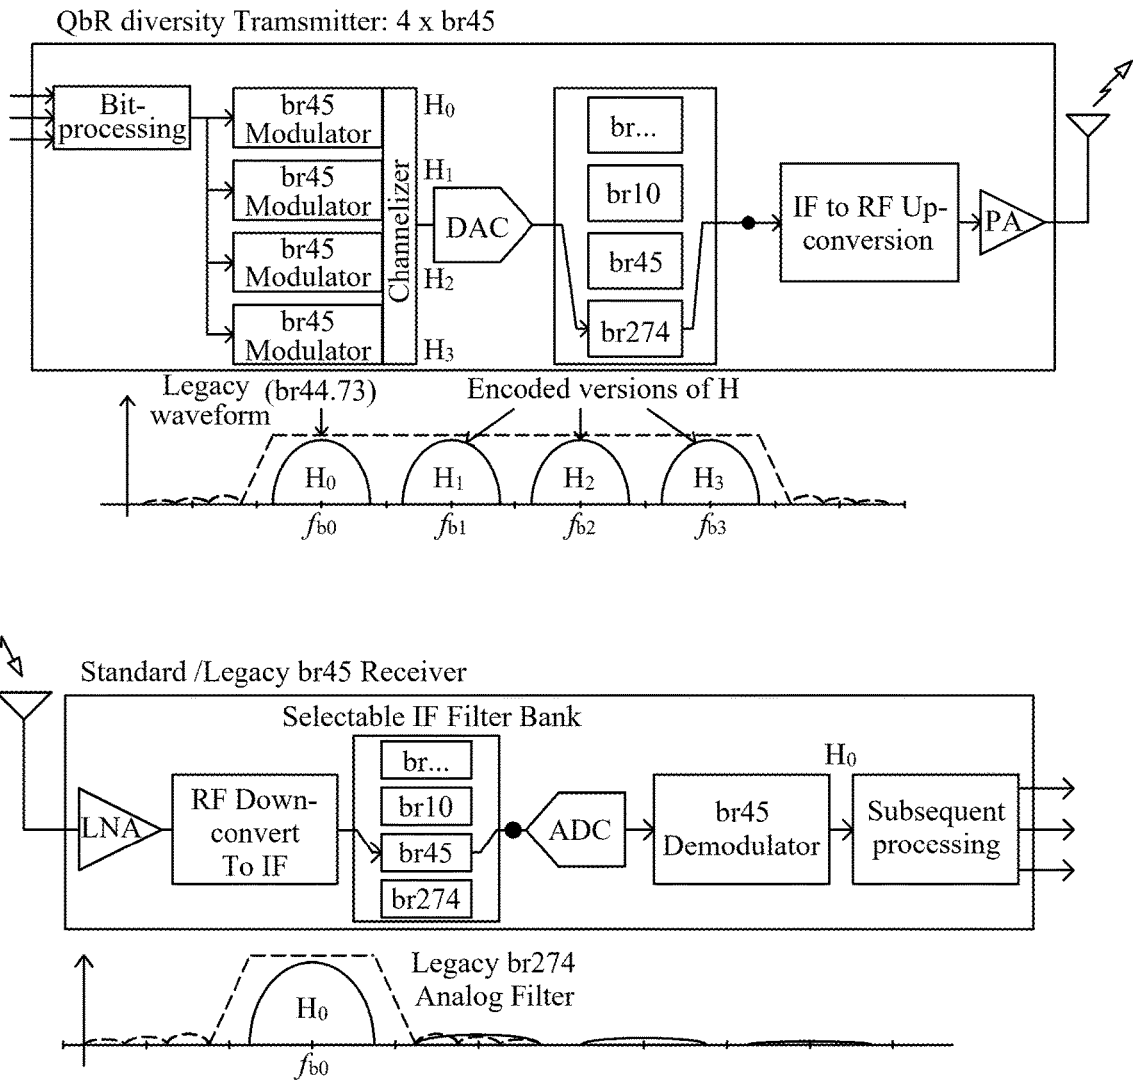 QbR diversity Tramsmitter: 4 x br45
Bit-
processing
br45
Modulator
br45
Modulator
br45
Modulator
br45
Modulator
Channelizer
H0
H1
H2
H3
DAC
br...
br10
br45
br274
IF to RF Up-
conversion
PA
Legacy
waveform
(br44.73)
Encoded versions of H
H0
H1
H2
H3
fb0
fb1
fb2
fb3
Standard /Legacy br45 Receiver
Selectable IF Filter Bank
LNA
RF Down-
convert
To IF
br...
br10
br45
br274
ADC
br45
Demodulator
H0
Subsequent
processing
Legacy br274
Analog Filter
H0
fb0